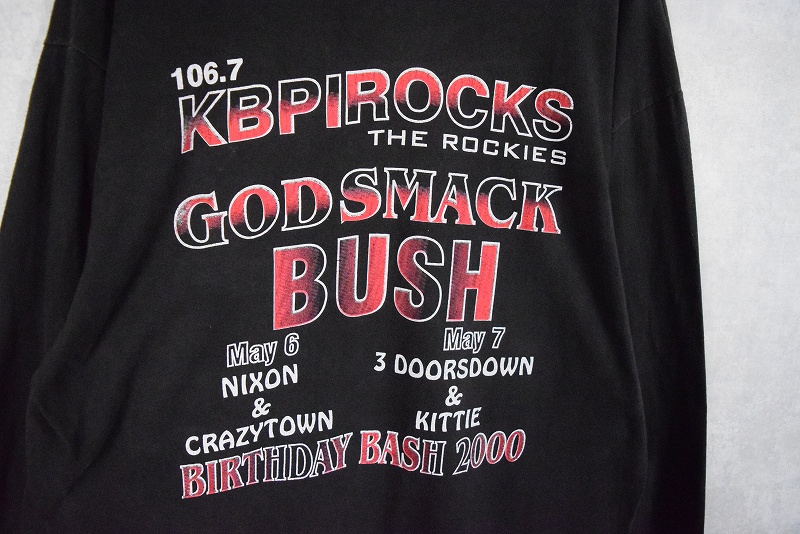 106.7
KBPIROCKS
THE ROCKIES
GODSMACK
BUSH
May 6
NIXON
&
CRAZYTOWN
May 7
3 DOORSDOWN
&
KITTIE
BIRTHDAY BASH 2000